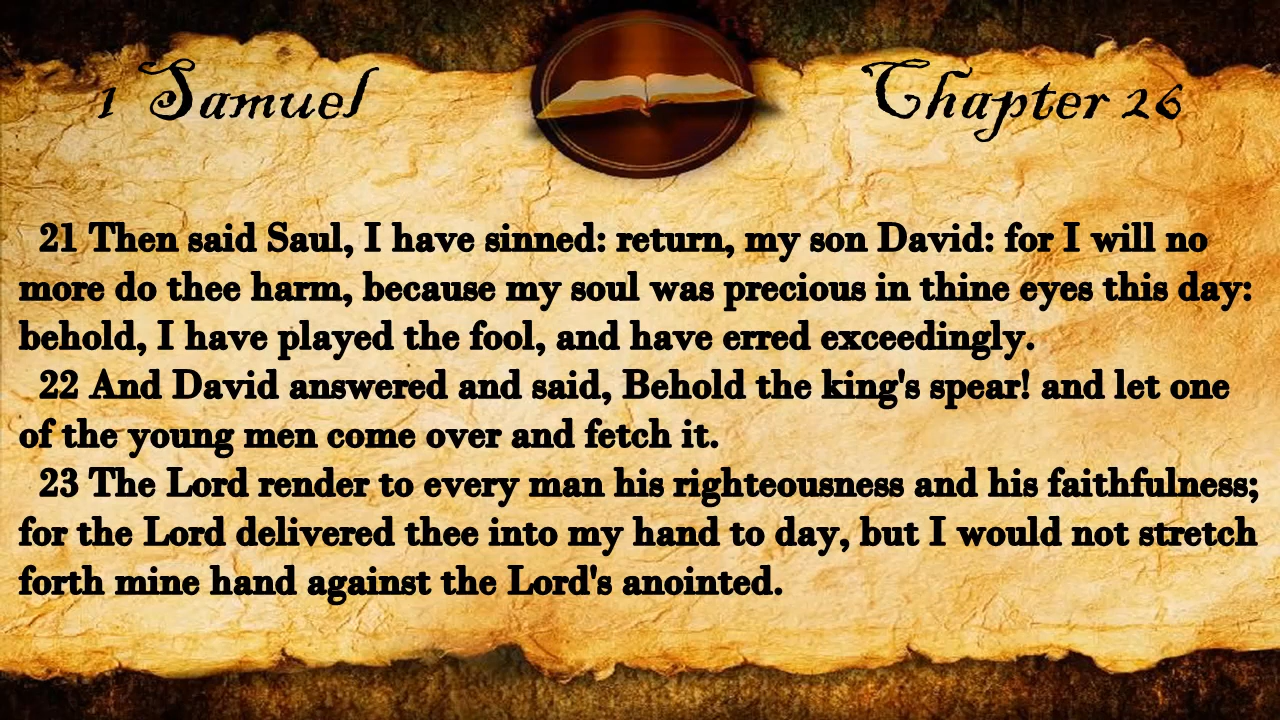 1 Samuel
Chapter 26
21 Then said Saul, I have sinned: return, my son David: for I will no
more do thee harm, because my soul was precious in thine eyes this day:
behold, I have played the fool, and have erred exceedingly.
22 And David answered and said, Behold the king's spear! and let one
of the young men come over and fetch it.
23 The Lord render to every man his righteousness and his faithfulness;
for the Lord delivered thee into my hand to day, but I would not stretch
forth mine hand against the Lord's anointed.